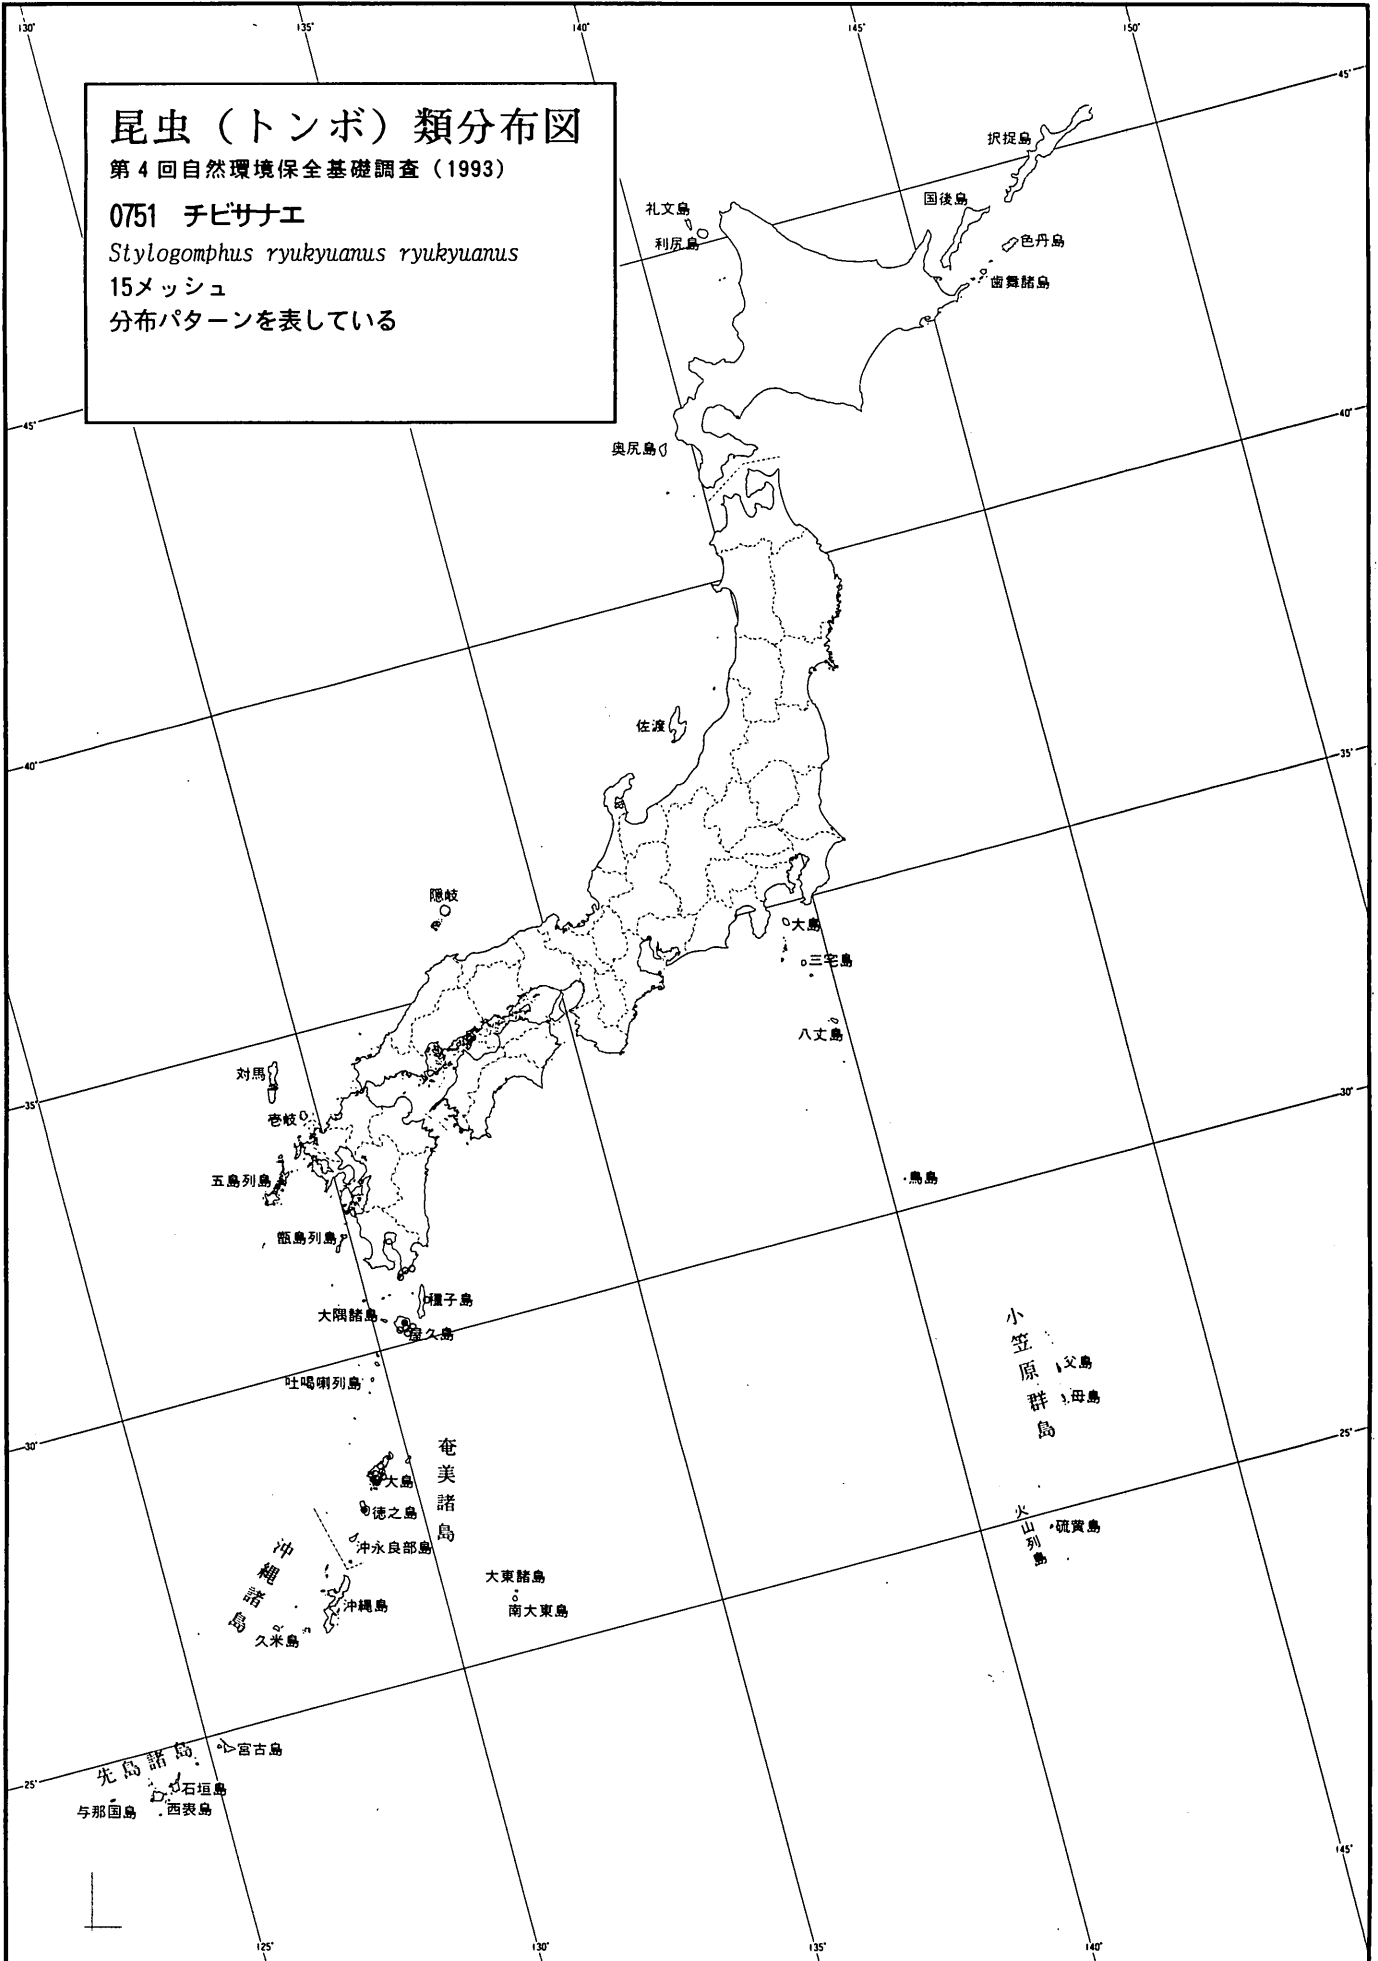 130°
135°
140°
145°
150°
昆虫（トンボ）類分布図
第4回自然環境保全基礎調査（1993）
0751 チビサナエ
Stylogomphus ryukyuanus ryukyuanus
15メッシュ
分布パターンを表している
45°
択捉島
国後島
色丹島
歯舞諸島
礼文島
利尻島
45°
40°
奥尻島
佐渡
40°
35°
隠岐
大島
三宅島
八丈島
対馬
35°
30°
壱岐
五島列島
鳥島
甑島列島
種子島
大隅諸島
屋久島
吐噶喇列島
小笠原群島
父島
母島
30°
25°
奄美諸島
大島
徳之島
沖永良部島
火山列島
硫黄島
沖縄諸島
沖縄島
久米島
大東諸島
南大東島
先島諸島
宮古島
石垣島
西表島
与那国島
25°
145°
125°
130°
135°
140°